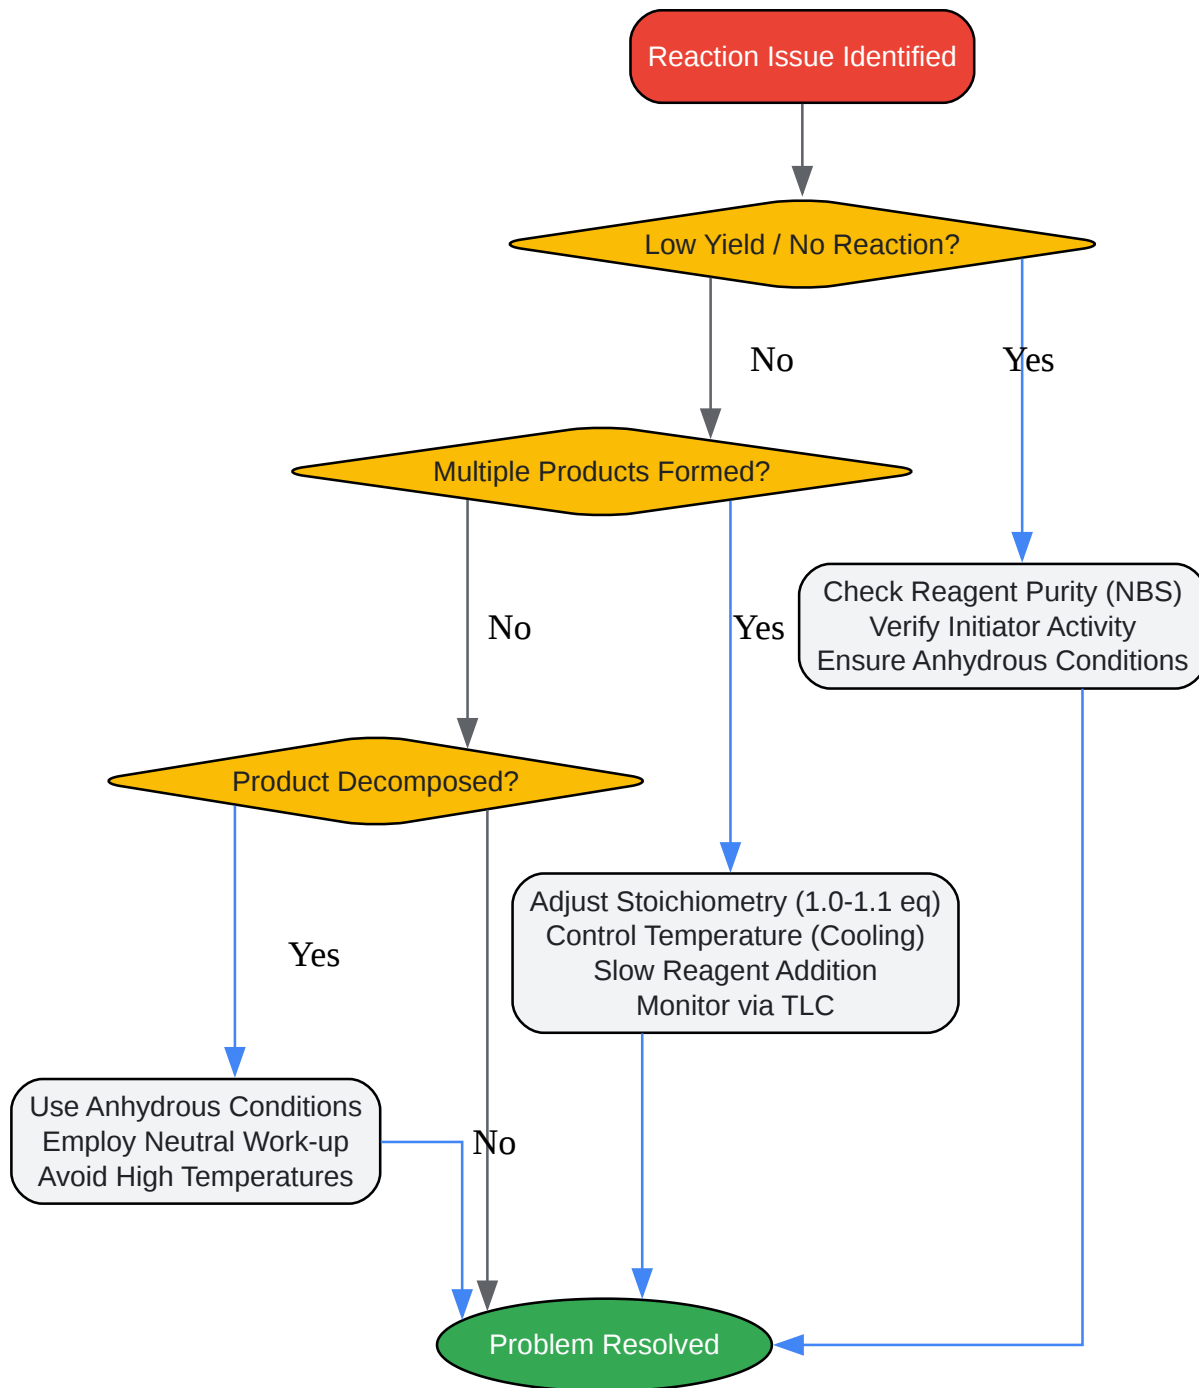 Reaction Issue Identified
Low Yield / No Reaction?
No
Yes
Multiple Products Formed?
Check Reagent Purity (NBS)
Verify Initiator Activity
Ensure Anhydrous Conditions
No
Yes
Product Decomposed?
Adjust Stoichiometry (1.0-1.1 eq)
Control Temperature (Cooling)
Slow Reagent Addition
Monitor via TLC
Yes
Use Anhydrous Conditions
Employ Neutral Work-up
Avoid High Temperatures
No
Problem Resolved